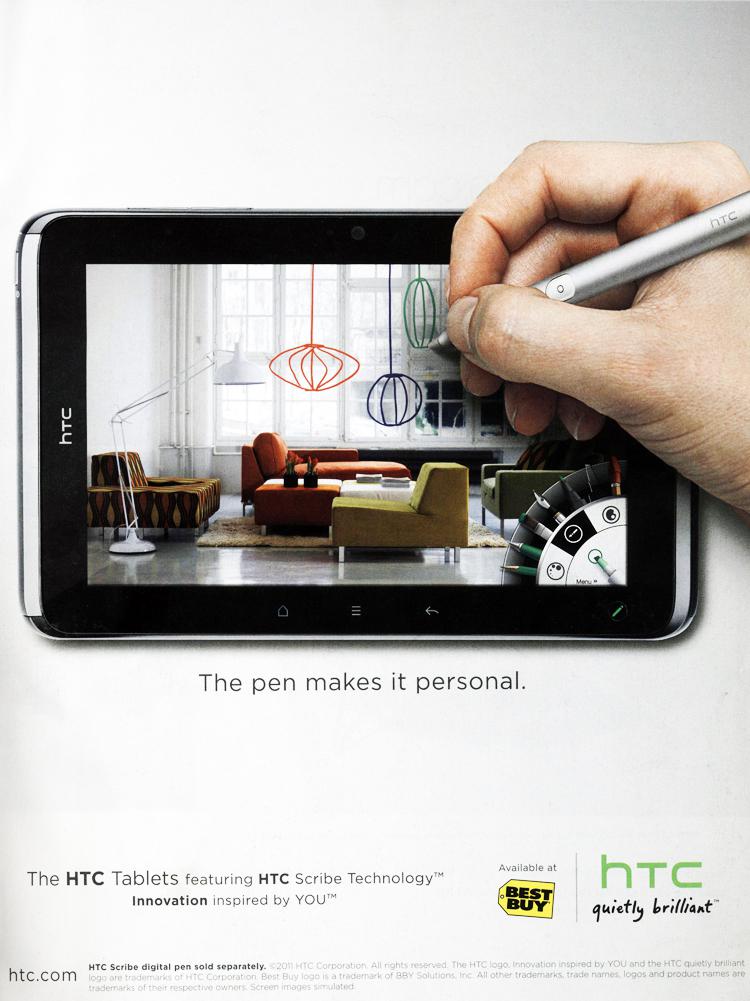 hTC
hTC
Menu »
The pen makes it personal.
The HTC Tablets featuring HTC Scribe Technology™
Innovation inspired by YOU™
Available at
BEST
BUY
hTC
quietly brilliant™
htc.com
HTC Scribe digital pen sold separately. ©2011 HTC Corporation. All rights reserved. The HTC logo, Innovation inspired by YOU and the HTC quietly brilliant
logo are trademarks of HTC Corporation. Best Buy logo is a trademark of BBY Solutions, Inc. All other trademarks, trade names, logos and product names are
trademarks of their respective owners. Screen images simulated.